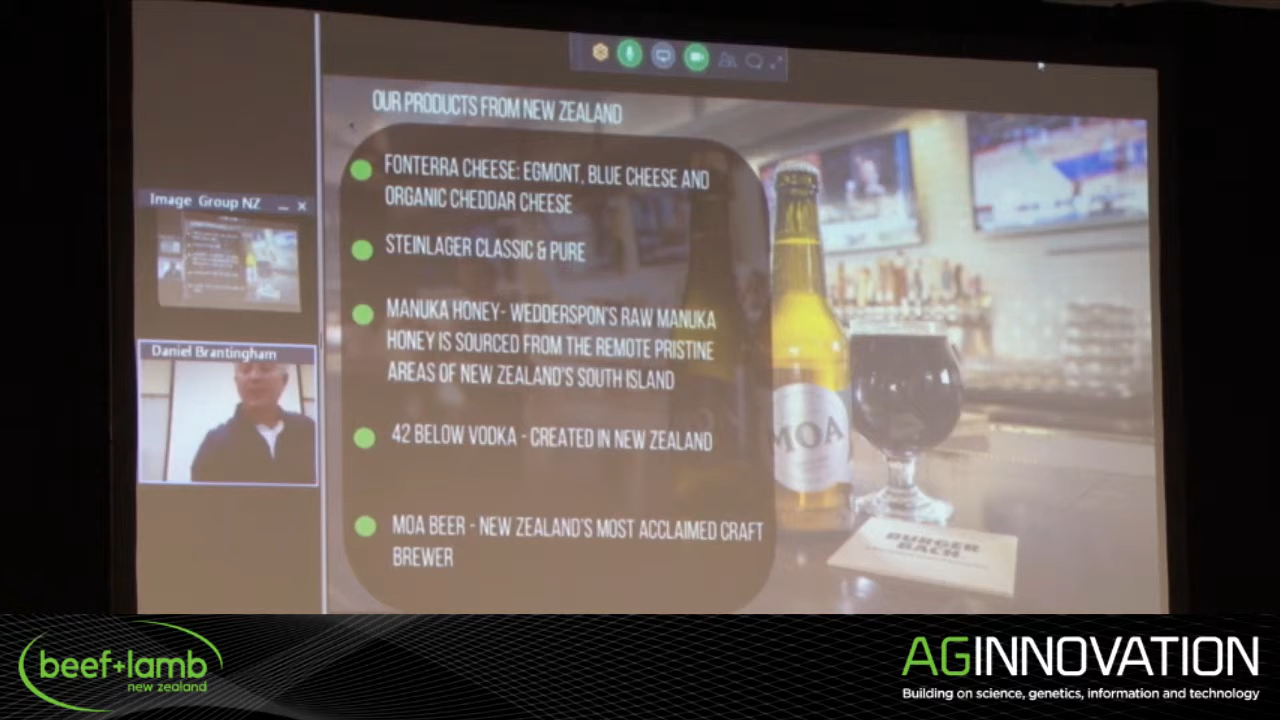 OUR PRODUCTS FROM NEW ZEALAND
FONTERRA CHEESE: EGMONT, BLUE CHEESE AND
ORGANIC CHEDDAR CHEESE
STEINLAGER CLASSIC & PURE
MANUKA HONEY- WEDDERSPON'S RAW MANUKA
HONEY IS SOURCED FROM THE REMOTE PRISTINE
AREAS OF NEW ZEALAND'S SOUTH ISLAND
42 BELOW VODKA - CREATED IN NEW ZEALAND
MOA BEER - NEW ZEALAND'S MOST ACCLAIMED CRAFT
BREWER
Image Group NZ
Daniel Brantingham
MOA
BURGER
BACH
beef+lamb
new zealand
AGINNOVATION
Building on science, genetics, information and technology